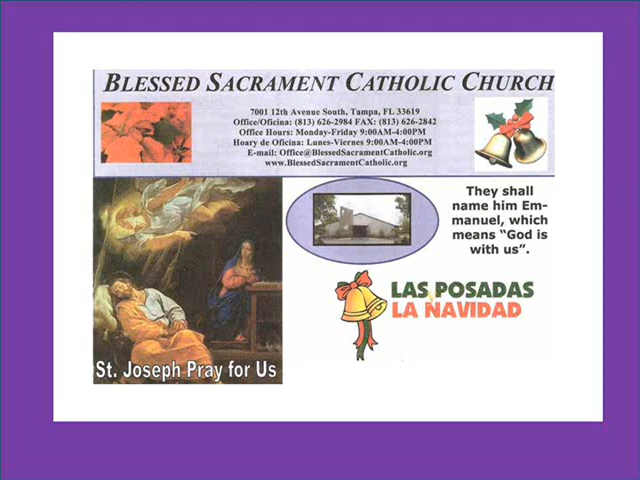 BLESSED SACRAMENT CATHOLIC CHURCH
7001 12th Avenue South, Tampa, FL 33619
Office/Oficina: (813) 626-2984 FAX: (813) 626-2842
Office Hours: Monday-Friday 9:00AM-4:00PM
Hoary de Oficina: Lunes-Viernes 9:00AM-4:00PM
E-mail: Office@BlessedSacramentCatholic.org
www.BlessedSacramentCatholic.org
They shall
name him Em-
manuel, which
means “God is
with us”.
LAS POSADAS
LA NAVIDAD
St. Joseph Pray for Us